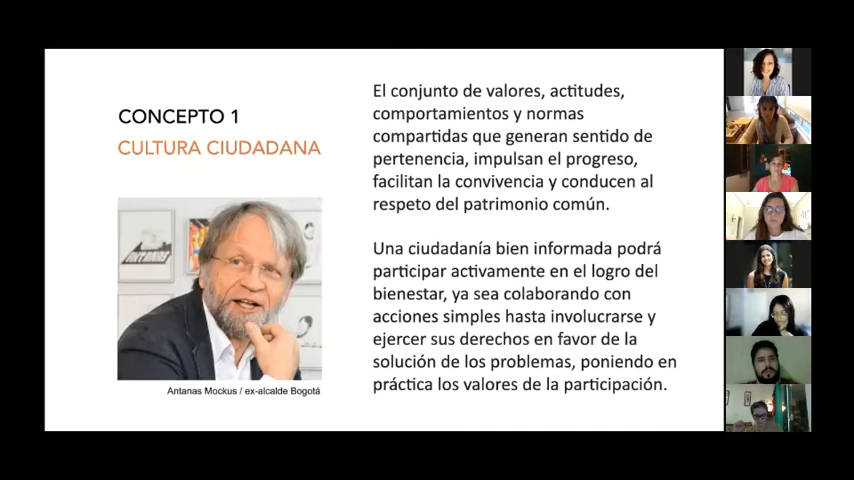 CONCEPTO 1
CULTURA CIUDADANA
Antanas Mockus / ex-alcalde Bogotá
El conjunto de valores, actitudes,
comportamientos y normas
compartidas que generan sentido de
pertenencia, impulsan el progreso,
facilitan la convivencia y conducen al
respeto del patrimonio común.
Una ciudadanía bien informada podrá
participar activamente en el logro del
bienestar, ya sea colaborando con
acciones simples hasta involucrarse y
ejercer sus derechos en favor de la
solución de los problemas, poniendo en
práctica los valores de la participación.